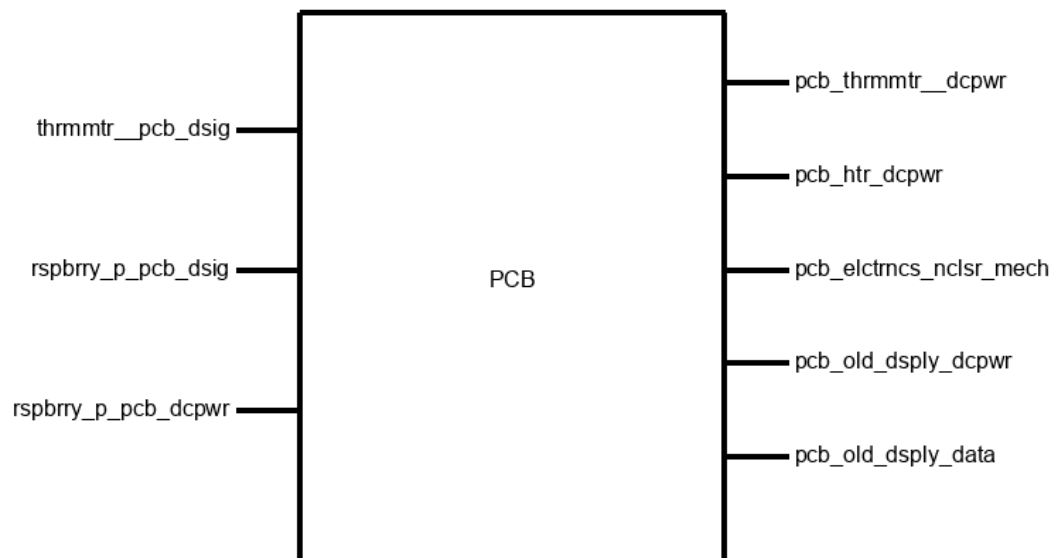 thrmmtr__pcb_dsig
rspbrry_p_pcb_dsig
rspbrry_p_pcb_dcpwr
PCB
pcb_thrmmtr__dcpwr
pcb_htr_dcpwr
pcb_elctrncs_nclsr_mech
pcb_old_dsply_dcpwr
pcb_old_dsply_data